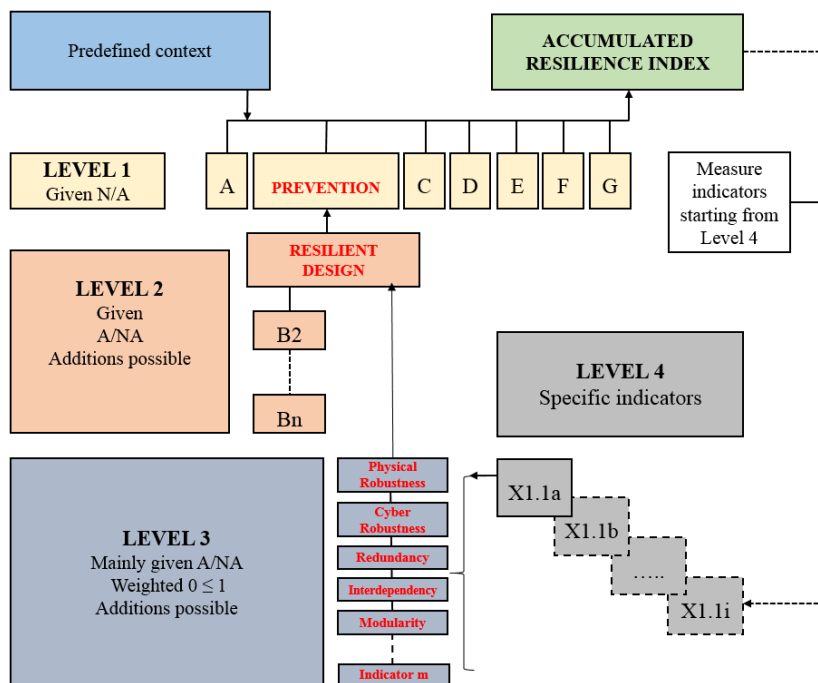 Predefined context
ACCUMULATED
RESILIENCE INDEX
LEVEL 1
Given N/A
A
PREVENTION
C
D
E
F
G
Measure
indicators
starting from
Level 4
RESILIENT
DESIGN
LEVEL 2
Given
A/NA
Additions possible
B2
Bn
LEVEL 4
Specific indicators
LEVEL 3
Mainly given A/NA
Weighted 0 ≤ 1
Additions possible
Physical
Robustness
Cyber
Robustness
Redundancy
Interdependency
Modularity
Indicator m
X1.1a
X1.1b
…..
X1.1i